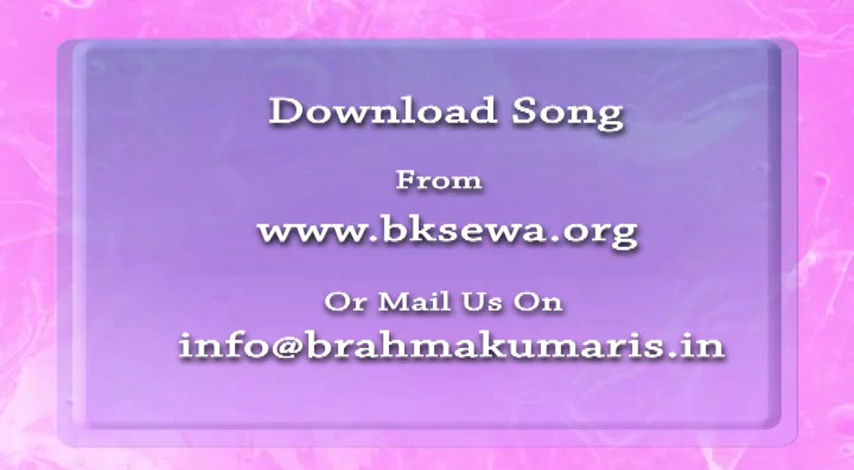 Download Song
From
www.bksewa.org
Or Mail Us On
info@brahmakumaris.in